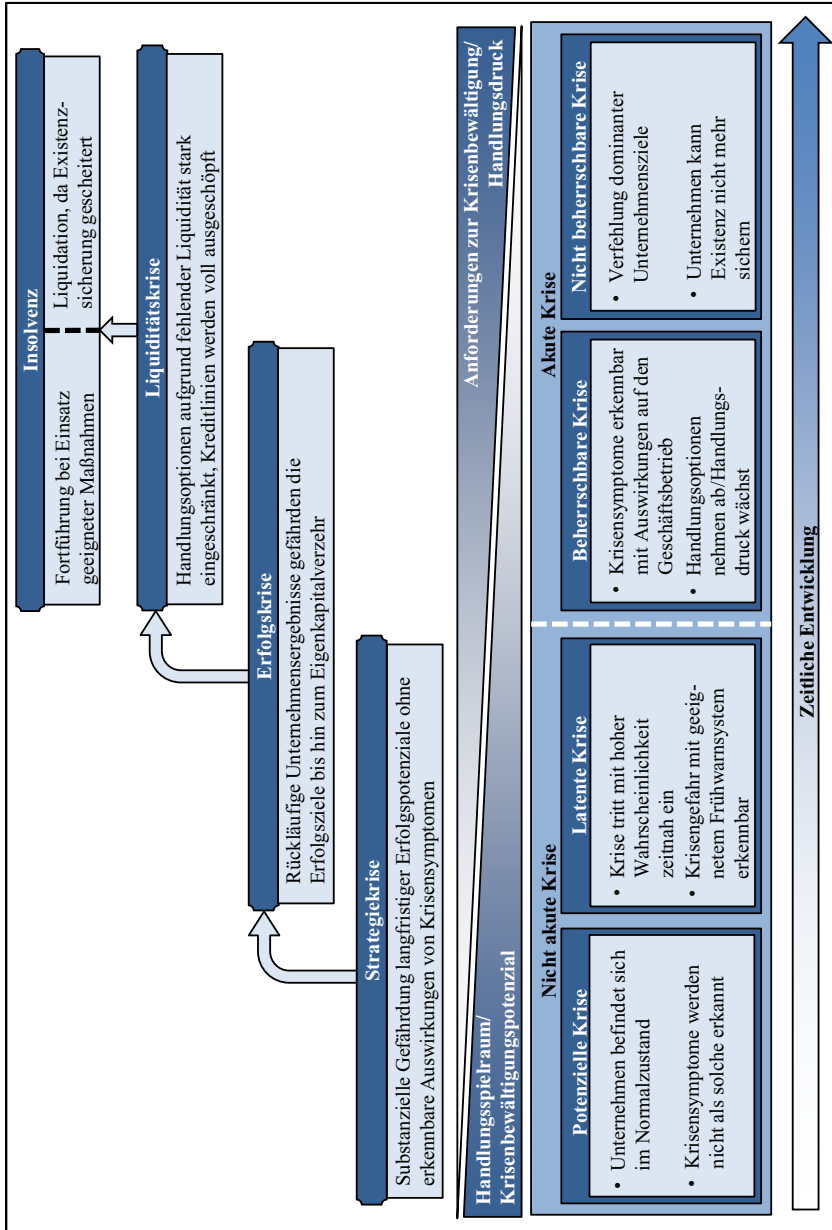 Insolvenz
Fortführung bei Einsatz
geeigneter Maßnahmen
Liquidation, da Existenz-
sicherung gescheitert
Liquiditätskrise
Handlungsoptionen aufgrund fehlender Liquidität stark
eingeschränkt, Kreditlinien werden voll ausgeschöpft
Erfolgskrise
Rückläufige Unternehmensergebnisse gefährden die
Erfolgsziele bis hin zum Eigenkapitalverzehr
Strategiekrise
Substanzielle Gefährdung langfristiger Erfolgspotenziale ohne
erkennbare Auswirkungen von Krisensymptomen
Anforderungen zur Krisenbewältigung/
Handlungsdruck
Handlungsspielraum/
Krisenbewältigungspotenzial
Nicht akute Krise
Akute Krise
Potenzielle Krise
• Unternehmen befindet sich
im Normalzustand
• Krisensymptome werden
nicht als solche erkannt
Latente Krise
• Krise tritt mit hoher
Wahrscheinlichkeit
zeitnah ein
• Krisengefahr mit geeig-
netem Frühwarnsystem
erkennbar
Beherrschbare Krise
• Krisensymptome erkennbar
mit Auswirkungen auf den
Geschäftsbetrieb
• Handlungsoptionen
nehmen ab/Handlungs-
druck wächst
Nicht beherrschbare Krise
• Verfehlung dominanter
Unternehmensziele
• Unternehmen kann
Existenz nicht mehr
sichern
Zeitliche Entwicklung